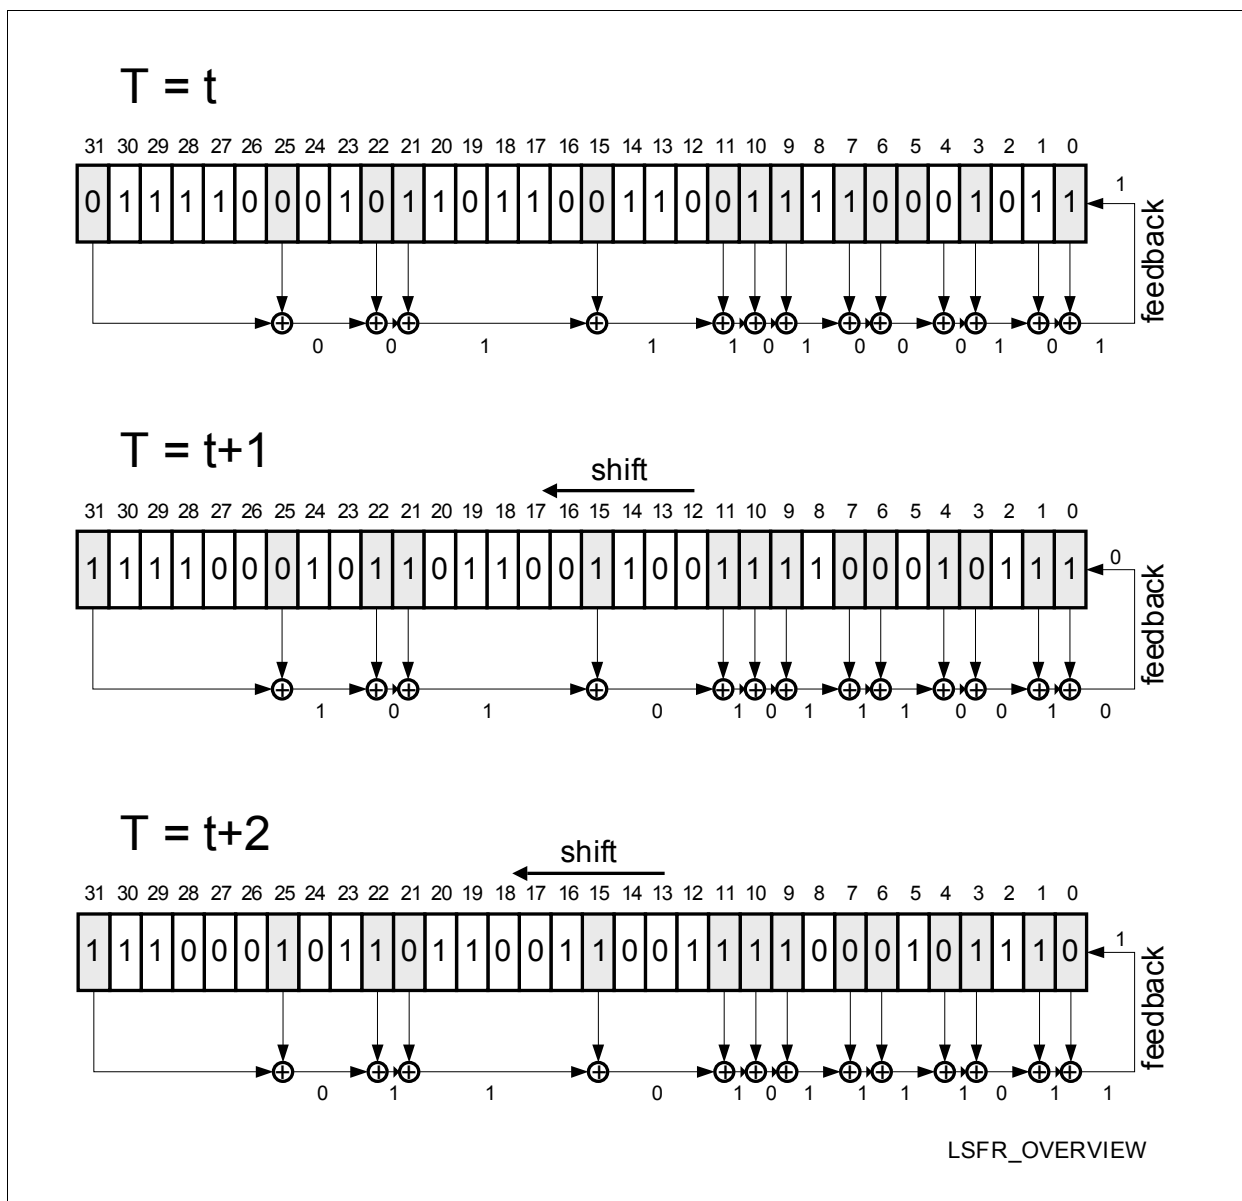 T = t
31 30 29 28 27 26 25 24 23 22 21 20 19 18 17 16 15 14 13 12 11 10 9 8 7 6 5 4 3 2 1 0
0 1 1 1 1 0 0 0 1 0 1 1 0 1 1 0 0 1 1 0 0 1 1 1 1 0 0 0 1 0 1 1
1
feedback
0 0 1 1 1 0 1 0 0 0 1 0 1
T = t+1
shift
31 30 29 28 27 26 25 24 23 22 21 20 19 18 17 16 15 14 13 12 11 10 9 8 7 6 5 4 3 2 1 0
1 1 1 1 0 0 0 1 0 1 1 0 1 1 0 0 1 1 0 0 1 1 1 1 0 0 0 1 0 1 1 1
0
feedback
1 0 1 0 1 0 1 1 1 0 0 1 0
T = t+2
shift
31 30 29 28 27 26 25 24 23 22 21 20 19 18 17 16 15 14 13 12 11 10 9 8 7 6 5 4 3 2 1 0
1 1 1 0 0 0 1 0 1 1 0 1 1 0 0 1 1 0 0 1 1 1 1 0 0 0 1 0 1 1 1 0
1
feedback
0 1 1 0 1 0 1 1 1 1 0 1 1
LSFR_OVERVIEW